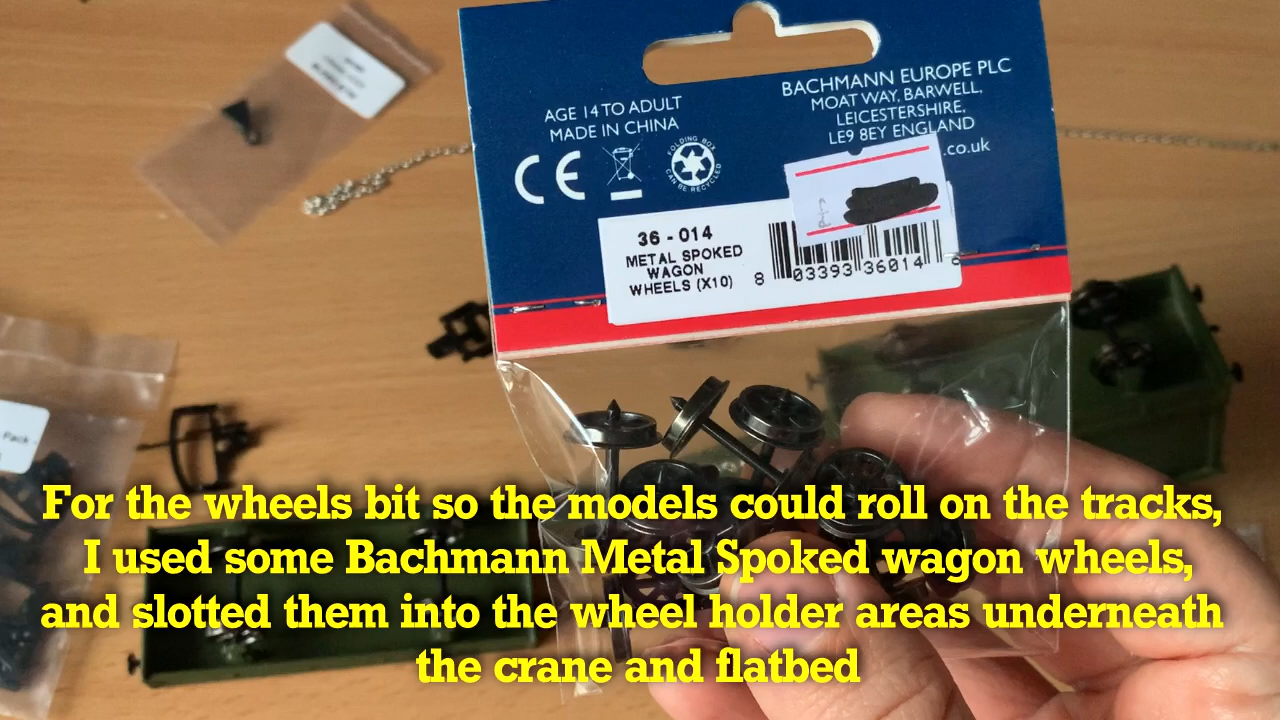 AGE 14 TO ADULT
MADE IN CHINA
CE
FOLDING BOX
CAN BE RECYCLED
BACHMANN EUROPE PLC
MOAT WAY, BARWELL,
LEICESTERSHIRE,
LE9 8EY ENGLAND
.co.uk
36 - 014
METAL SPOKED
WAGON
WHEELS (X10)
8 03393 36014
Pack -
For the wheels bit so the models could roll on the tracks,
I used some Bachmann Metal Spoked wagon wheels,
and slotted them into the wheel holder areas underneath
the crane and flatbed